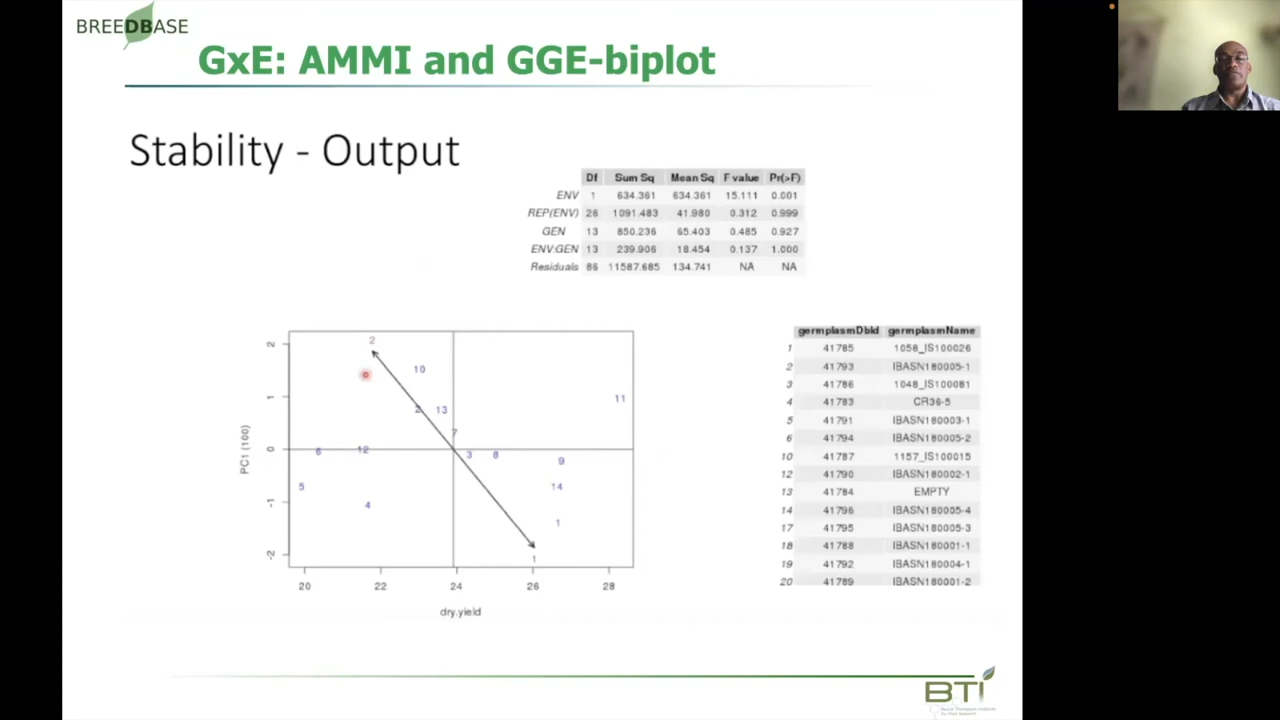 BREEDBASE
GxE: AMMI and GGE-biplot
Stability - Output
Df Sum Sq Mean Sq F value Pr(>F)
ENV 1 634.361 634.361 15.111 0.001
REP(ENV) 26 1091.483 41.980 0.312 0.999
GEN 13 850.236 65.403 0.485 0.927
ENV:GEN 13 239.906 18.454 0.137 1.000
Residuals 86 11587.685 134.741 NA NA
2
2
10
11
1
2
13
7
PC1 (100)
0
6
12
3
8
9
5
14
-1
4
1
-2
1
20 22 24 26 28
dry.yield
germplasmDbId germplasmName
1 41785 1058_IS100026
2 41793 IBASN180005-1
3 41786 1048_IS100081
4 41783 CR36-5
5 41791 IBASN180003-1
6 41794 IBASN180005-2
10 41787 1157_IS100015
12 41790 IBASN180002-1
13 41784 EMPTY
14 41796 IBASN180005-4
17 41795 IBASN180005-3
18 41788 IBASN180001-1
19 41792 IBASN180004-1
20 41789 IBASN180001-2
BTI